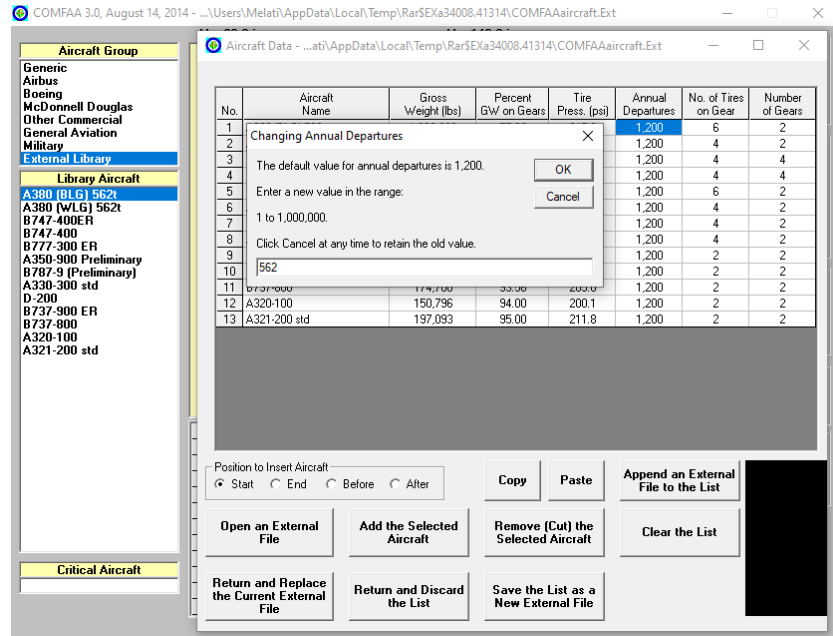 COMFAA 3.0, August 14, 2014 - ...\Users\Melati\AppData\Local\Temp\Rar$EXa34008.41314\COMFAAaircraft.Ext
Aircraft Group
Generic
Airbus
Boeing
McDonnell Douglas
Other Commercial
General Aviation
Military
External Library
Library Aircraft
A380 (BLG) 562t
A380 (WLG) 562t
B747-400ER
B747-400
B777-300 ER
A350-900 Preliminary
B787-9 (Preliminary)
A330-300 std
D-200
B737-900 ER
B737-800
A320-100
A321-200 std
Critical Aircraft
Aircraft Data - ...ati\AppData\Local\Temp\Rar$EXa34008.41314\COMFAAaircraft.Ext
No. Aircraft Name Gross Weight (lbs) Percent GW on Gears Tire Press. (psi) Annual Departures No. of Tires on Gear Number of Gears
1 1,200 6 2
2 1,200 4 2
3 1,200 4 4
4 1,200 4 4
5 1,200 6 2
6 1,200 4 2
7 1,200 4 2
8 1,200 4 2
9 1,200 2 2
10 1,200 2 2
11 B737-800 1,200 2 2
12 A320-100 150,796 94.00 200.1 1,200 2 2
13 A321-200 std 197,093 95.00 211.8 1,200 2 2
Changing Annual Departures
The default value for annual departures is 1,200.
Enter a new value in the range:
1 to 1,000,000.
Click Cancel at any time to retain the old value.
562
OK
Cancel
Position to Insert Aircraft
Start End Before After
Copy
Paste
Append an External
File to the List
Open an External
File
Add the Selected
Aircraft
Remove (Cut) the
Selected Aircraft
Clear the List
Return and Replace
the Current External
File
Return and Discard
the List
Save the List as a
New External File